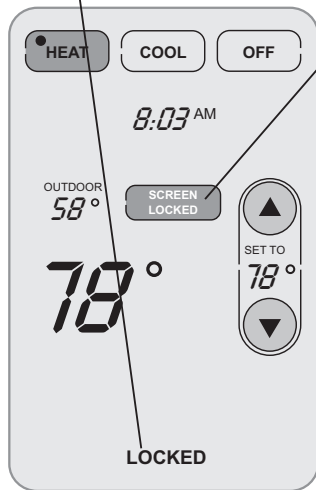 HEAT COOL OFF
8:03 AM
OUTDOOR
58°
SCREEN
LOCKED
SET TO
78°
78°
LOCKED